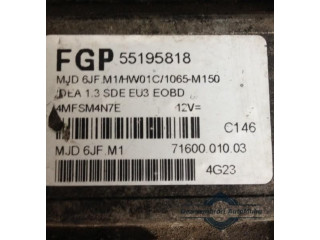 FGP 55195818
MJD 6JF.M1/HW01C/1065-M150
IDEA 1.3 SDE EU3 EOBD
4MFSM4N7E 12V=
C146
MJD 6JF.M1 71600.010.03
4G23